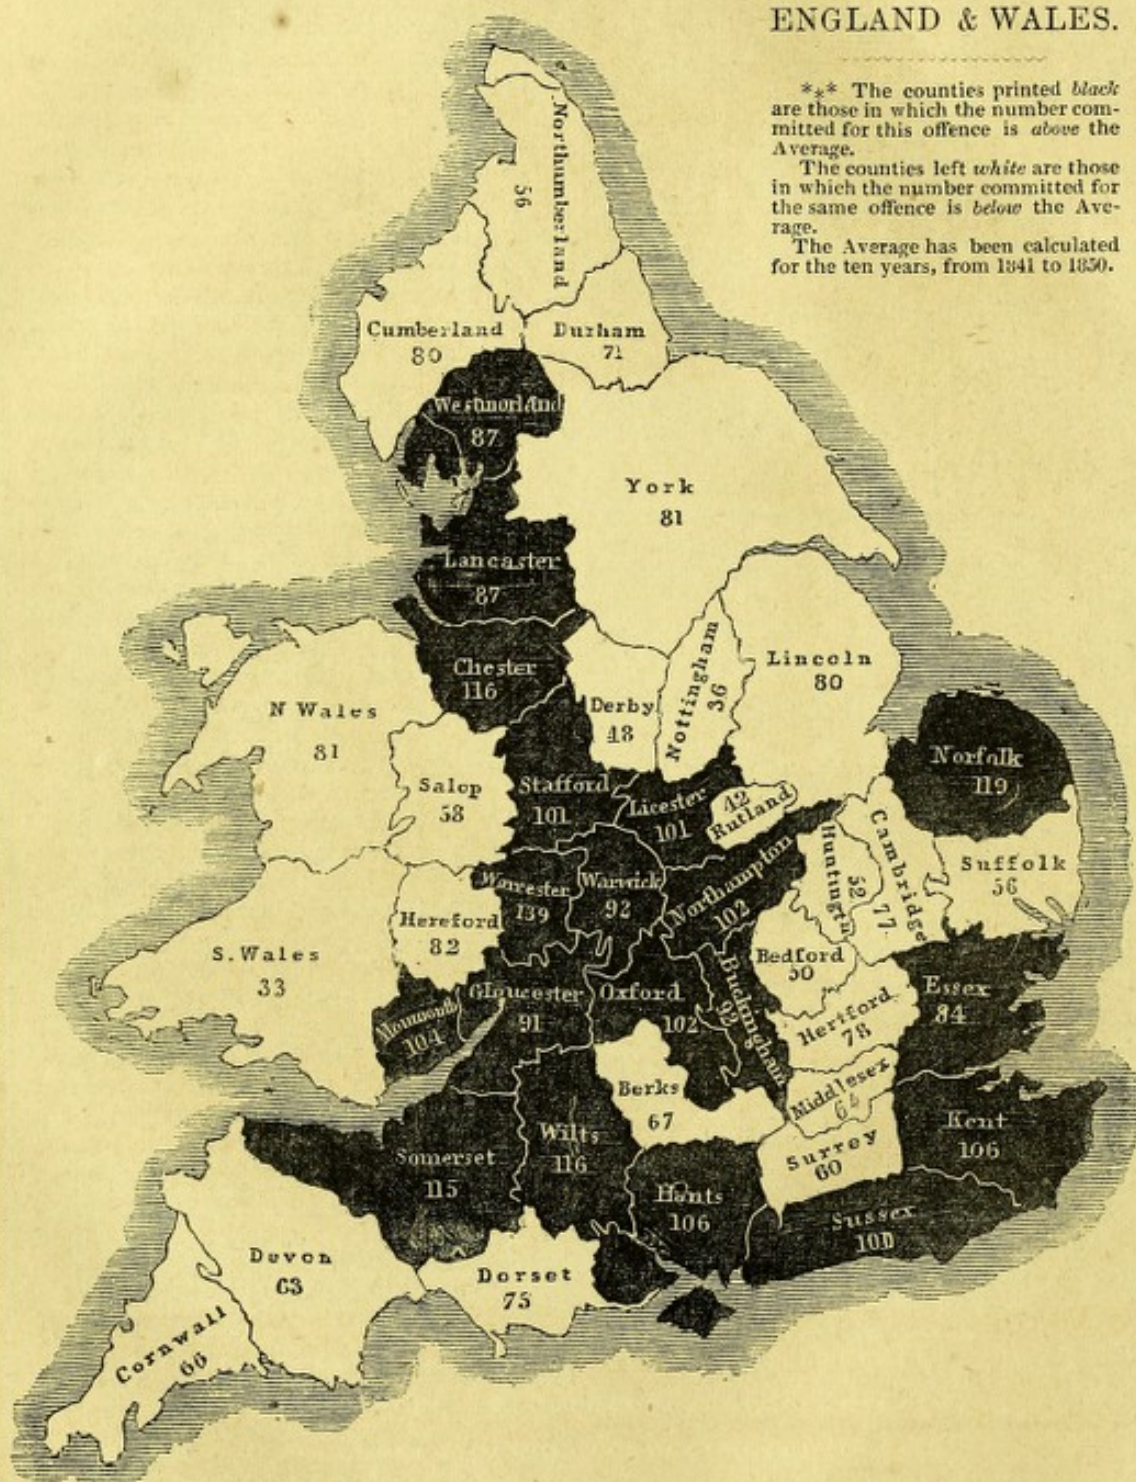 ENGLAND & WALES.
*** The counties printed black
are those in which the number com-
mitted for this offence is above the
Average.
The counties left white are those
in which the number committed for
the same offence is below the Ave-
rage.
The Average has been calculated
for the ten years, from 1841 to 1850.
Northumberland
56
Cumberland
80
Durham
71
Westmorland
87
York
81
Lancaster
87
Chester
116
Derby
48
Nottingham
36
Lincoln
80
N Wales
81
Salop
58
Stafford
101
Licester
101
42
Rutland
Norfolk
119
Suffolk
56
Cambridge
77
Huntingtn
52
Northampton
102
Warwick
92
Worcester
139
Hereford
82
S. Wales
33
Monmouth
104
Gloucester
91
Oxford
102
Buckingham
92
Bedford
50
Hertford
78
Essex
84
Middlesex
64
Berks
67
Wilts
116
Somerset
115
Surrey
60
Kent
106
Hants
106
Sussex
100
Devon
63
Dorset
75
Cornwall
66